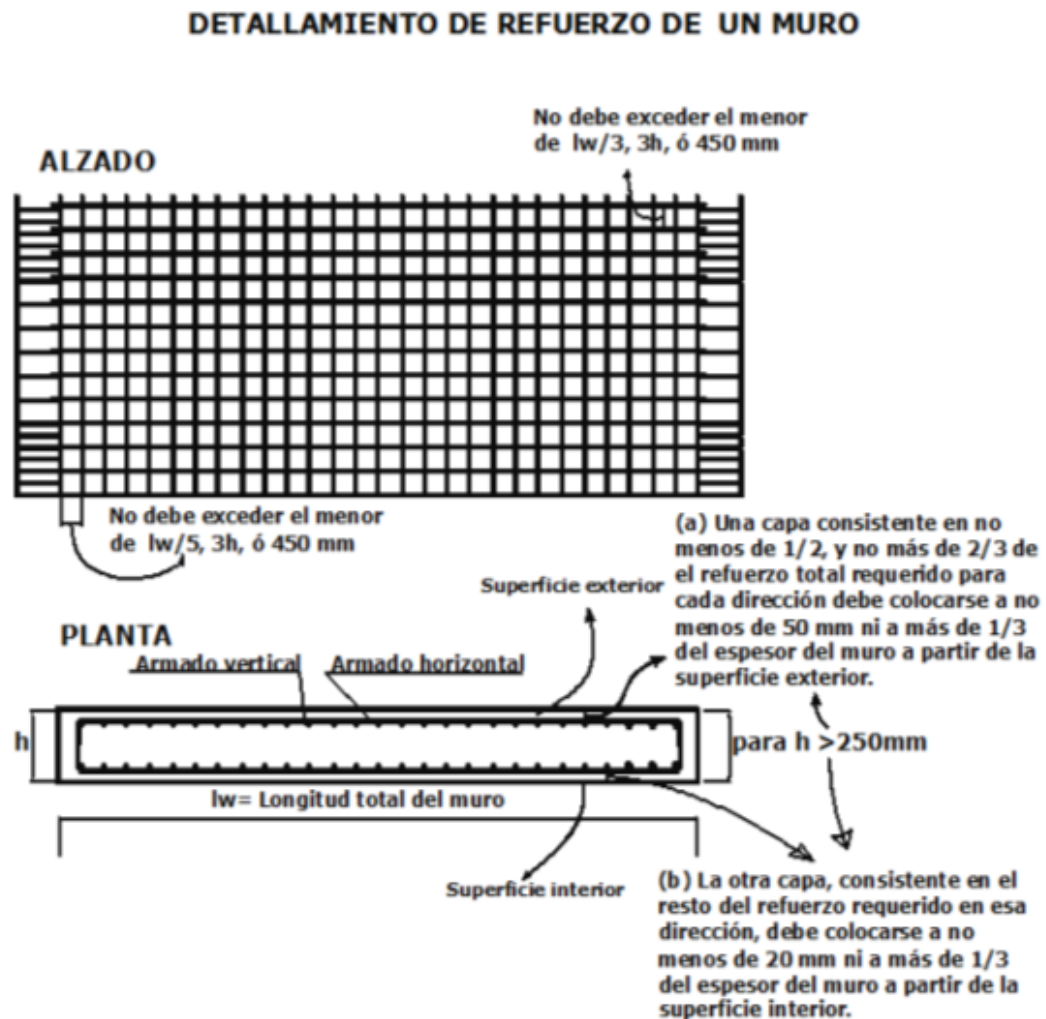 DETALLAMIENTO DE REFUERZO DE UN MURO
No debe exceder el menor
de lw/3, 3h, ó 450 mm
ALZADO
No debe exceder el menor
de lw/5, 3h, ó 450 mm
(a) Una capa consistente en no
menos de 1/2, y no más de 2/3 de
el refuerzo total requerido para
cada dirección debe colocarse a no
menos de 50 mm ni a más de 1/3
del espesor del muro a partir de la
superficie exterior.
Superficie exterior
PLANTA
Armado vertical
Armado horizontal
h
para h >250mm
lw= Longitud total del muro
Superficie interior
(b) La otra capa, consistente en el
resto del refuerzo requerido en esa
dirección, debe colocarse a no
menos de 20 mm ni a más de 1/3
del espesor del muro a partir de la
superficie interior.